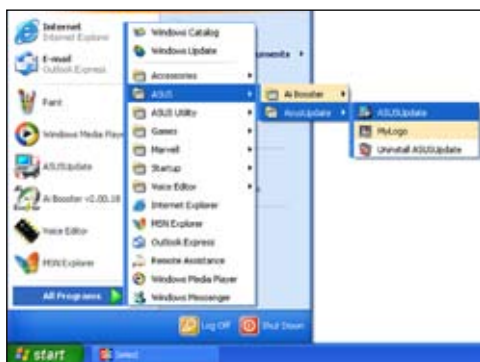 Internet
Internet Explorer
E-mail
Outlook Express
Paint
Windows Media Player
ASUSUpdate
Ai Booster v2.00.18
Voice Editor
MSN Explorer
All Programs
Windows Catalog
Windows Update
Accessories
ASUS
ASUS Utility
Games
Marvell
Startup
Voice Editor
Internet Explorer
MSN Explorer
Outlook Express
Remote Assistance
Windows Media Player
Windows Messenger
ocuments
Ai Booster
AsusUpdate
ASUSUpdate
MyLogo
Uninstall ASUSUpdate
Log Off
Shut Down
start